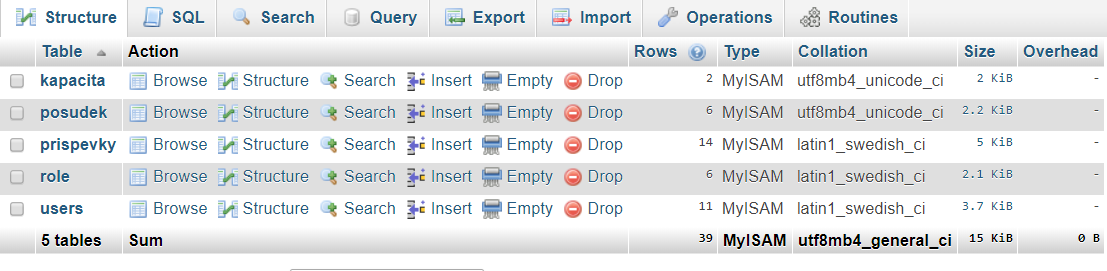 Structure SQL Search Query Export Import Operations Routines
Table Action Rows Type Collation Size Overhead
kapacita Browse Structure Search Insert Empty Drop 2 MyISAM utf8mb4_unicode_ci 2 KiB -
posudek Browse Structure Search Insert Empty Drop 6 MyISAM utf8mb4_unicode_ci 2.2 KiB -
prispevky Browse Structure Search Insert Empty Drop 14 MyISAM latin1_swedish_ci 5 KiB -
role Browse Structure Search Insert Empty Drop 6 MyISAM latin1_swedish_ci 2.1 KiB -
users Browse Structure Search Insert Empty Drop 11 MyISAM latin1_swedish_ci 3.7 KiB -
5 tables Sum 39 MyISAM utf8mb4_general_ci 15 KiB 0 B